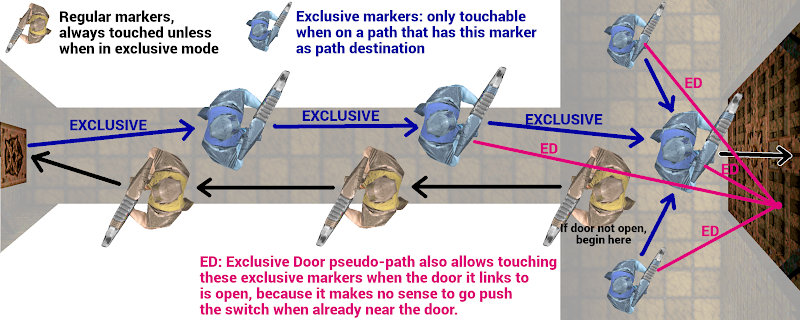 Regular markers,
always touched unless
when in exclusive mode
Exclusive markers: only touchable
when on a path that has this marker
as path destination
ED
EXCLUSIVE
EXCLUSIVE
EXCLUSIVE
ED
ED
If door not open,
begin here
ED
ED: Exclusive Door pseudo-path also allows touching
these exclusive markers when the door it links to
is open, because it makes no sense to go push
the switch when already near the door.